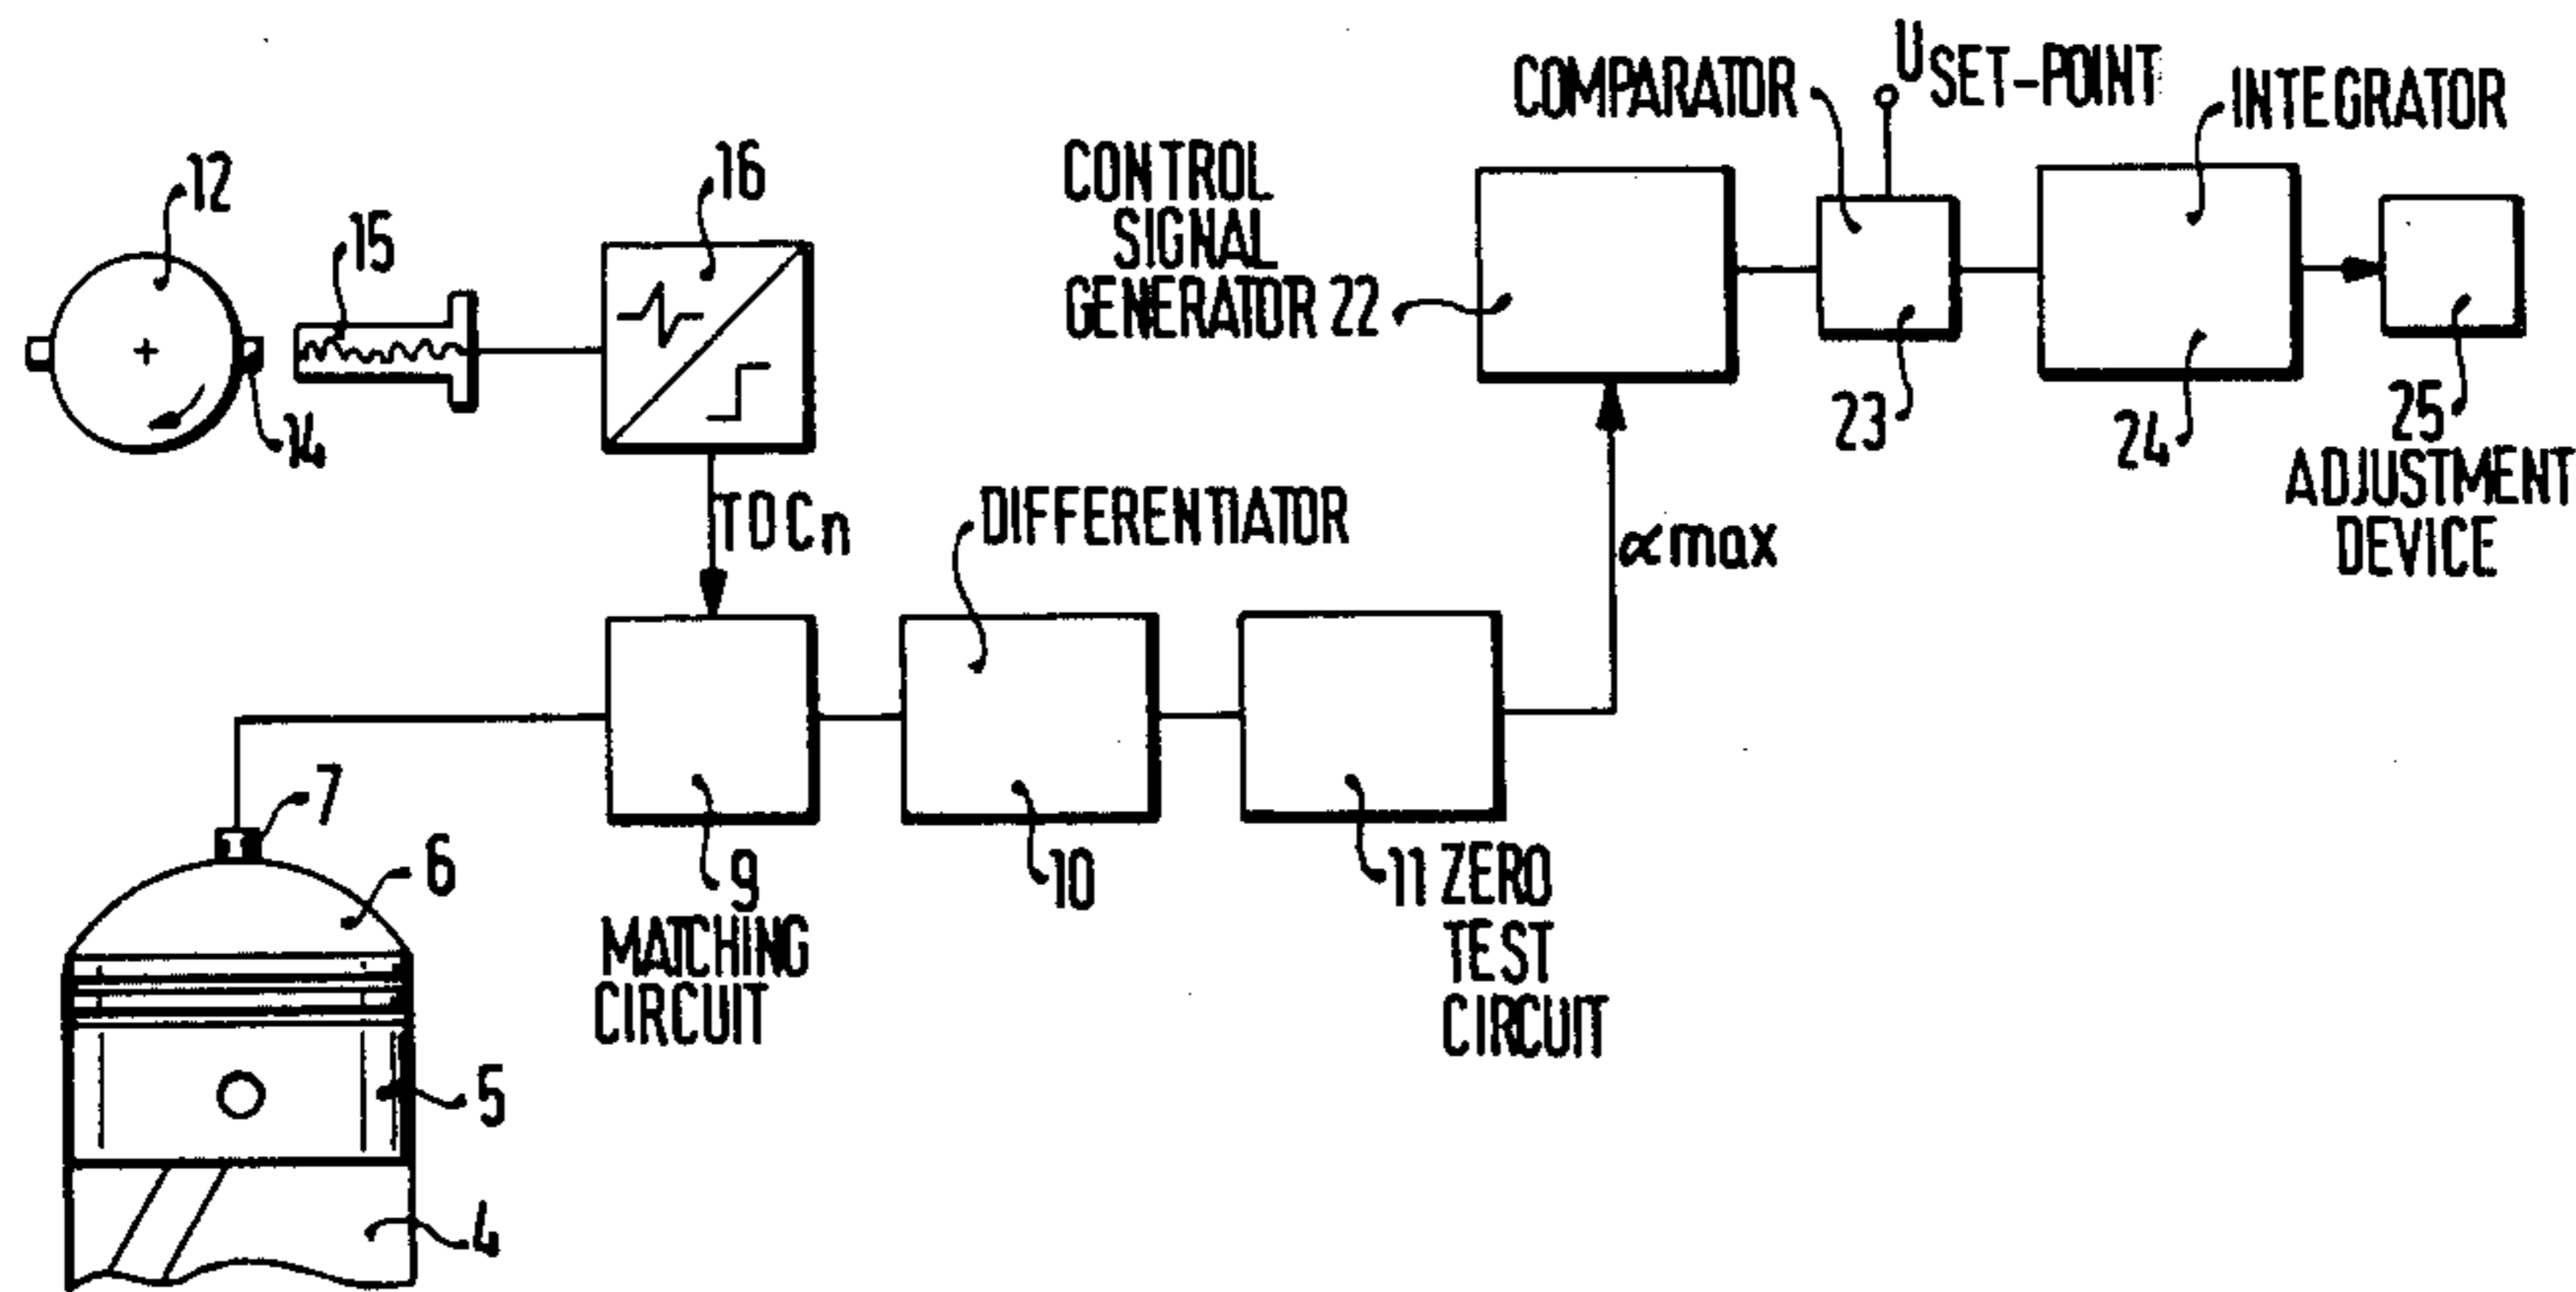 12
15
14
16
TDCn
CONTROL
SIGNAL
GENERATOR 22
COMPARATOR
USET-POINT
INTEGRATOR
23
24
25
ADJUSTMENT
DEVICE
DIFFERENTIATOR
αmax
7
6
5
4
9
MATCHING
CIRCUIT
10
11 ZERO
TEST
CIRCUIT